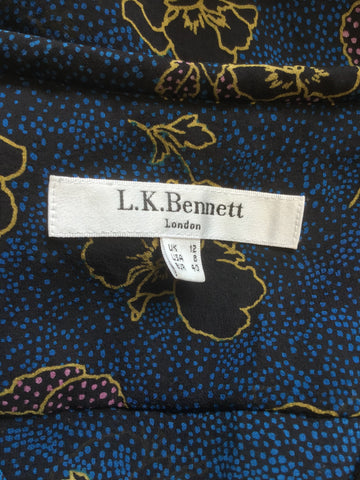 L.K.Bennett
London
UK 12
USA 8
EUR 40